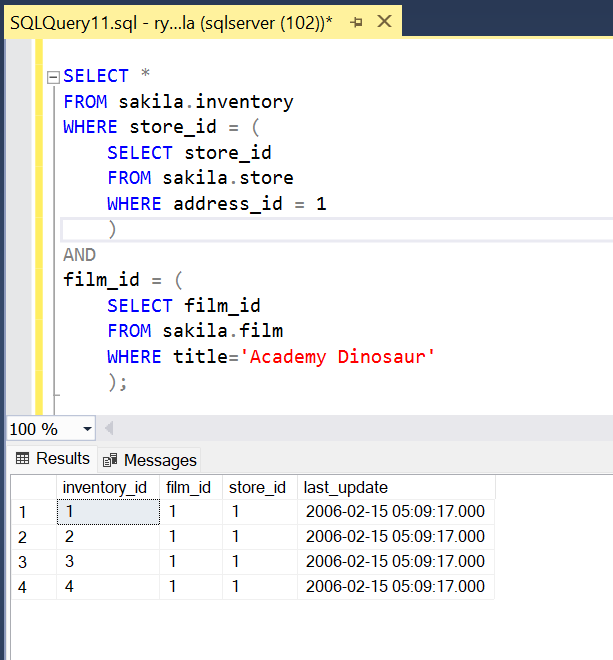 SQLQuery11.sql - ry...la (sqlserver (102))*
SELECT *
FROM sakila.inventory
WHERE store_id = (
SELECT store_id
FROM sakila.store
WHERE address_id = 1
)
AND
film_id = (
SELECT film_id
FROM sakila.film
WHERE title='Academy Dinosaur'
);
100 %
Results Messages
inventory_id film_id store_id last_update
1 1 1 1 2006-02-15 05:09:17.000
2 2 1 1 2006-02-15 05:09:17.000
3 3 1 1 2006-02-15 05:09:17.000
4 4 1 1 2006-02-15 05:09:17.000